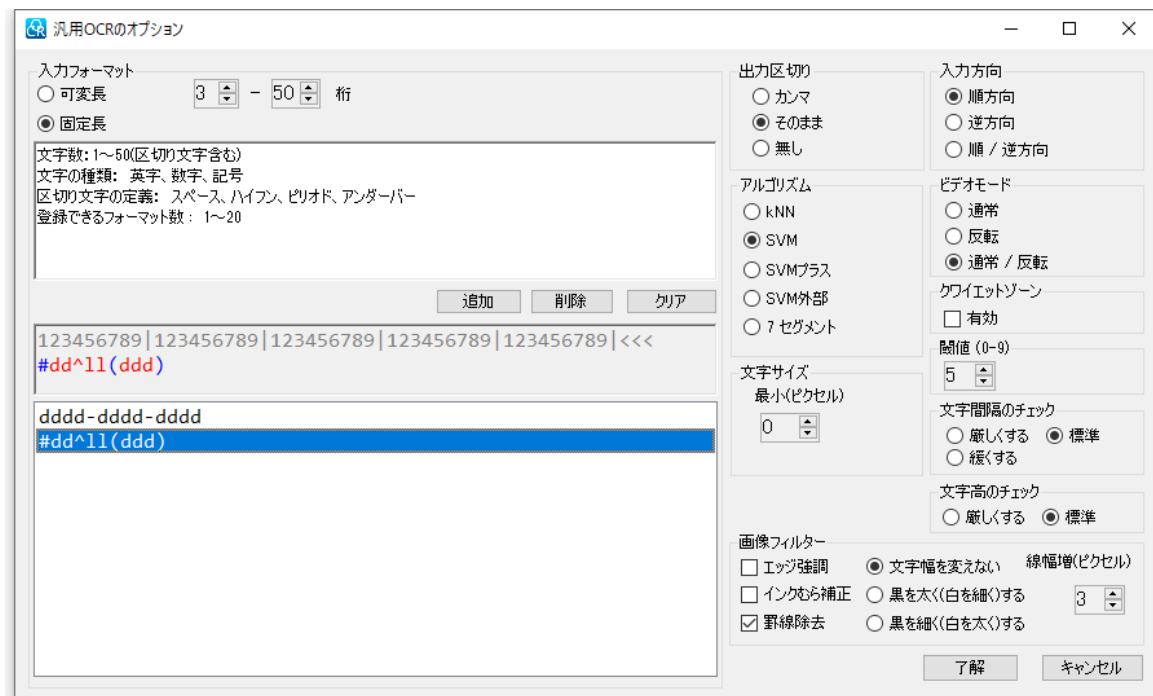 汎用OCRのオプション
入力フォーマット
可変長 3 - 50 桁
固定長
文字数:1～50(区切り文字含む)
文字の種類: 英字、数字、記号
区切り文字の定義: スペース、ハイフン、ピリオド、アンダーバー
登録できるフォーマット数: 1～20
追加 削除 クリア
123456789|123456789|123456789|123456789|123456789|<<<
#dd^ll(ddd)
dddd-dddd-dddd
#dd^ll(ddd)
出力区切り
カンマ
そのまま
無し
アルゴリズム
kNN
SVM
SVMプラス
SVM外部
7セグメント
文字サイズ
最小(ピクセル)
0
入力方向
順方向
逆方向
順 / 逆方向
ビデオモード
通常
反転
通常 / 反転
クワイエットゾーン
有効
閾値 (0-9)
5
文字間隔のチェック
厳しくする 標準
緩くする
文字高のチェック
厳しくする 標準
画像フィルター
エッジ強調 文字幅を変えない 線幅増(ピクセル)
インクむら補正 黒を太く(白を細く)する 3
罫線除去 黒を細く(白を太く)する
了解 キャンセル